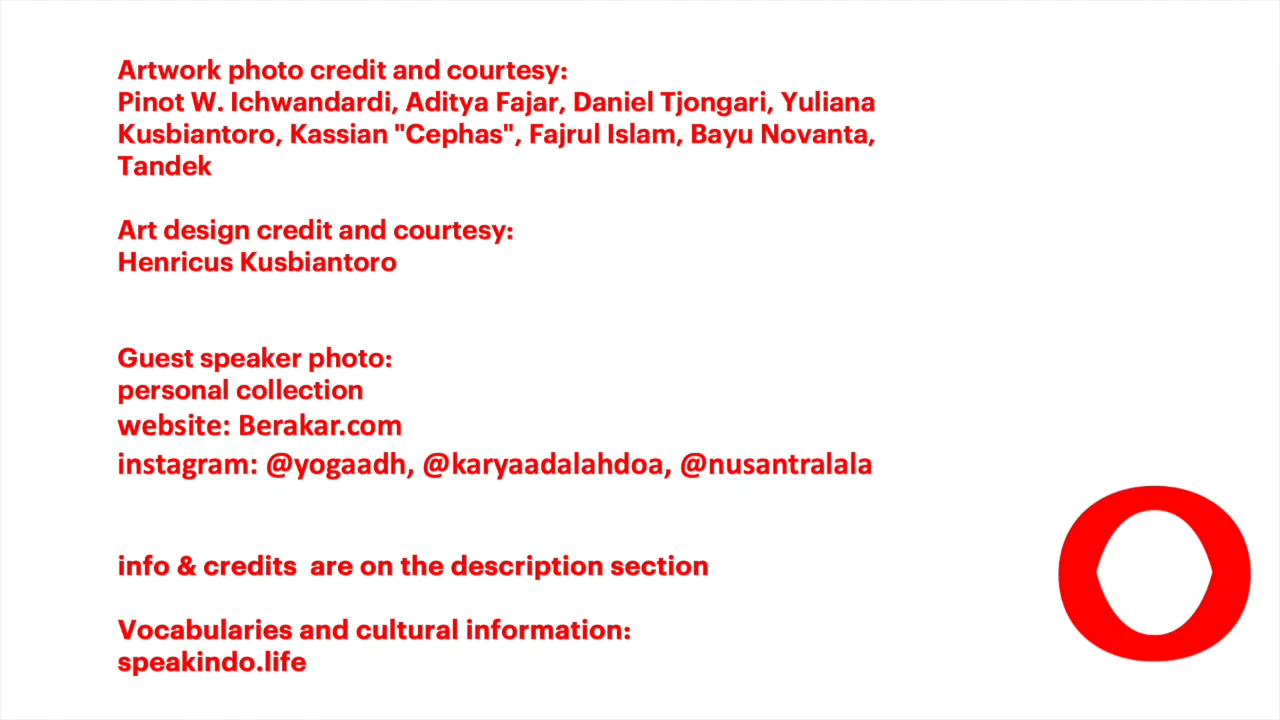 Artwork photo credit and courtesy:
Pinot W. Ichwandardi, Aditya Fajar, Daniel Tjongari, Yuliana
Kusbiantoro, Kassian "Cephas", Fajrul Islam, Bayu Novanta,
Tandek
Art design credit and courtesy:
Henricus Kusbiantoro
Guest speaker photo:
personal collection
website: Berakar.com
instagram: @yogaadh, @karyaadalahdoa, @nusantralala
info & credits  are on the description section
Vocabularies and cultural information:
speakindo.life